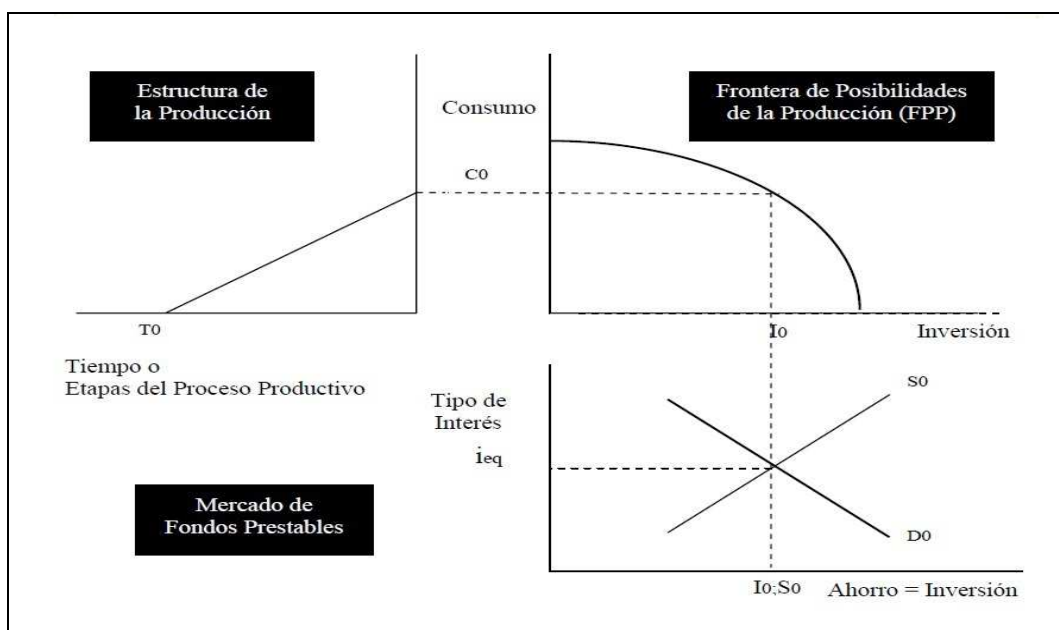 Estructura de
la Producción
Consumo
Frontera de Posibilidades
de la Producción (FPP)
C0
T0
I0
Inversión
Tiempo o
Etapas del Proceso Productivo
Tipo de
Interés
ieq
S0
D0
Mercado de
Fondos Prestables
I0;S0
Ahorro = Inversión